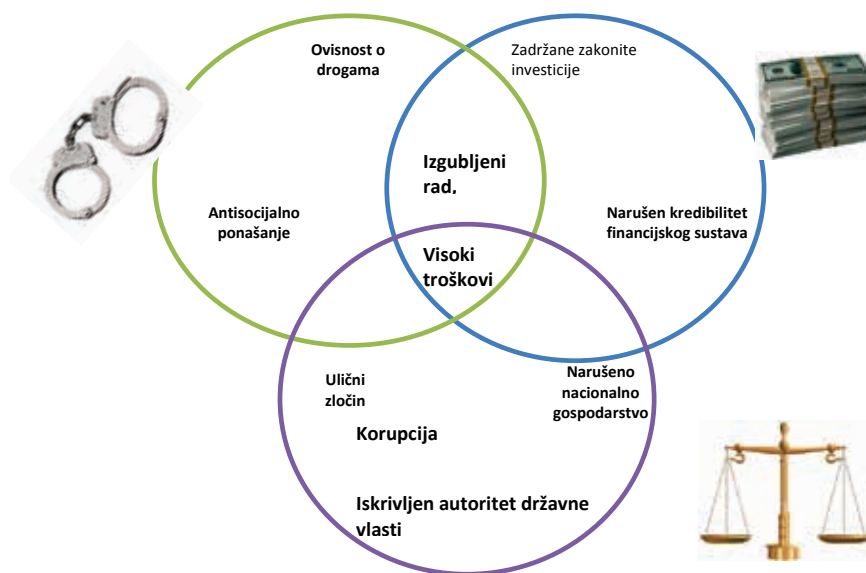 Ovisnost o
drogama
Zadržane zakonite
investicije
Izgubljeni
rad.
Antisocijalno
ponašanje
Narušen kredibilitet
financijskog sustava
Visoki
troškovi
Ulični
zločin
Narušeno
nacionalno
gospodarstvo
Korupcija
Iskrivljen autoritet državne
vlasti